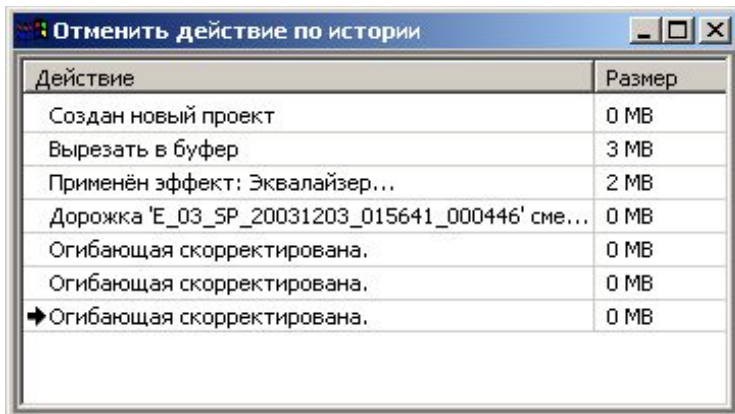 Отменить действие по истории
Действие Размер
Создан новый проект 0 MB
Вырезать в буфер 3 MB
Применён эффект: Эквалайзер... 2 MB
Дорожка 'E_03_SP_20031203_015641_000446' сме... 0 MB
Огибающая скорректирована. 0 MB
Огибающая скорректирована. 0 MB
Огибающая скорректирована. 0 MB